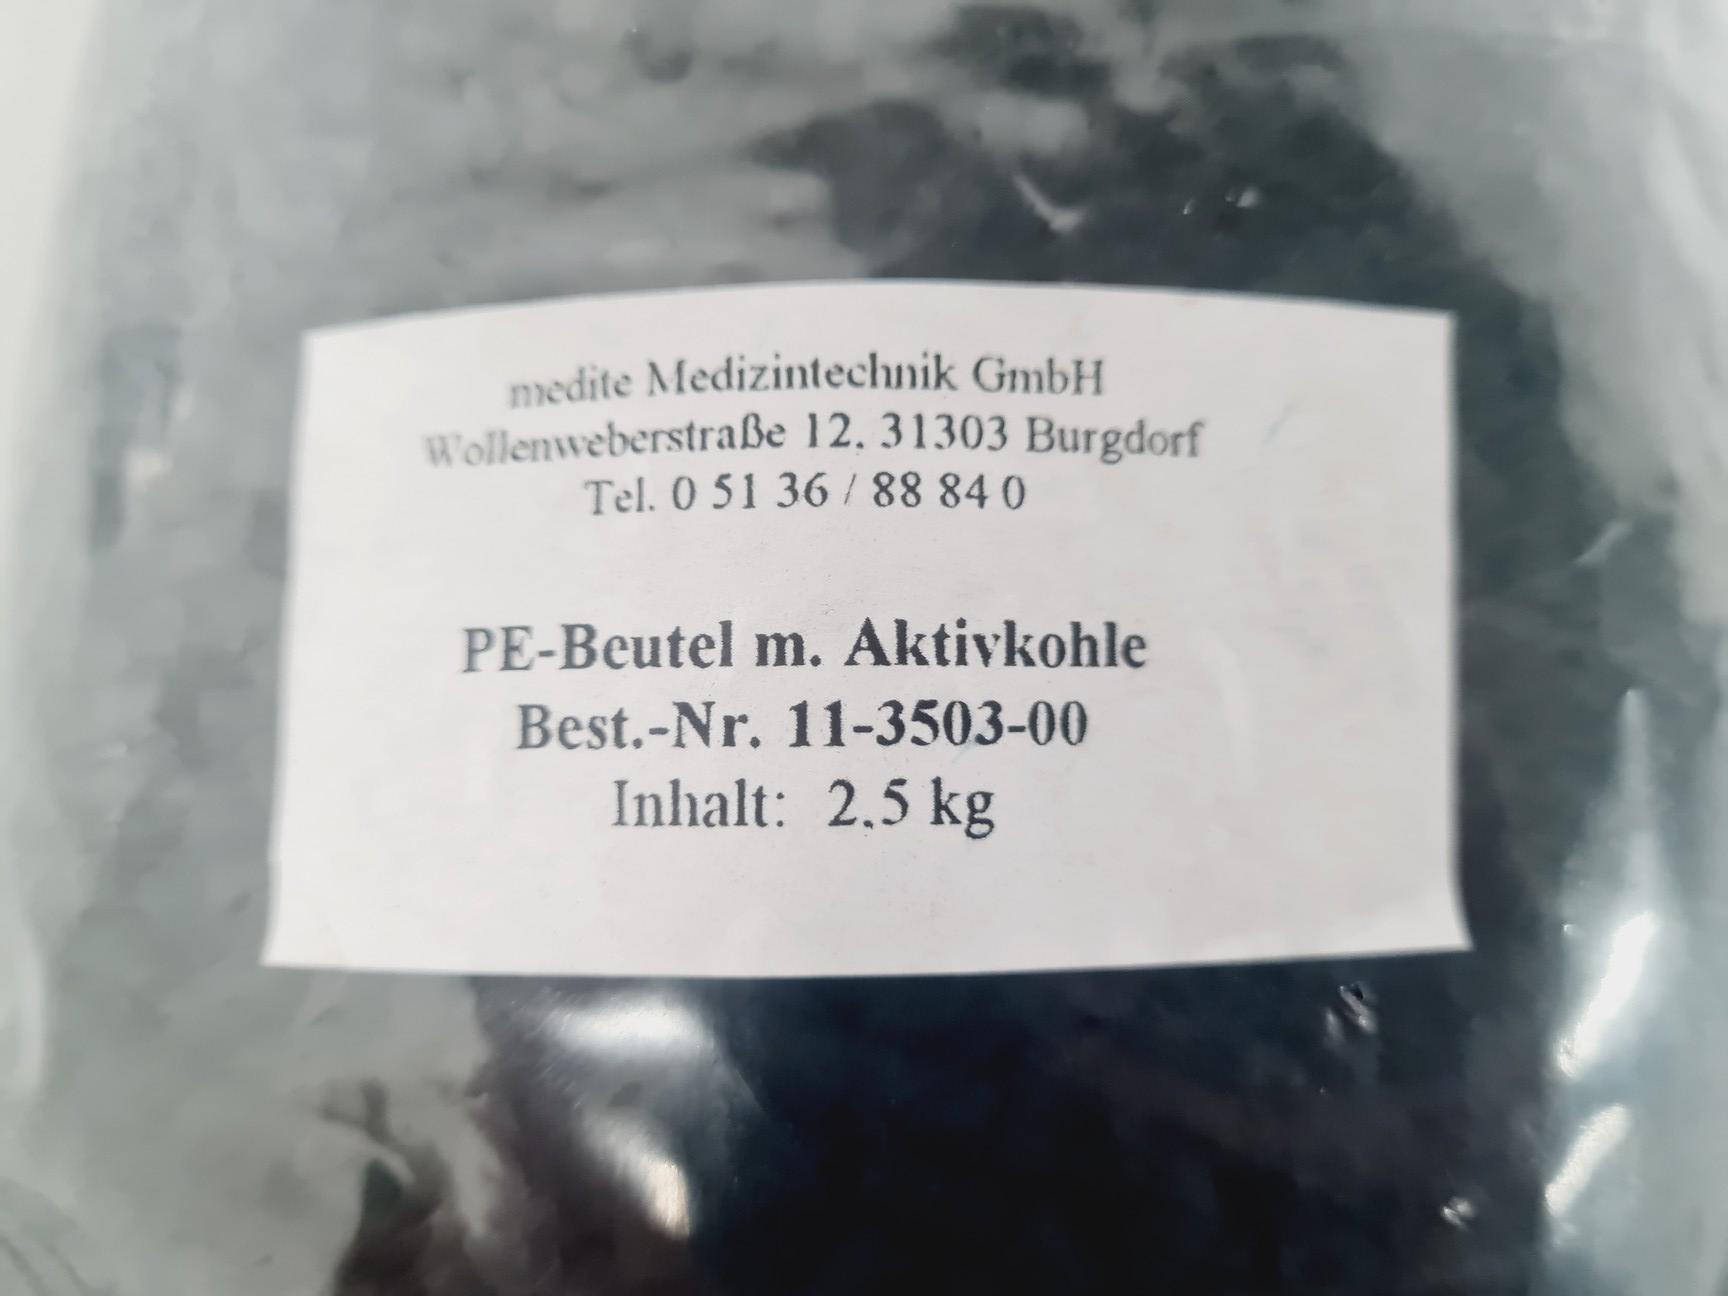 medite Medizintechnik GmbH
Wollenweberstraße 12, 31303 Burgdorf
Tel. 0 51 36 / 88 84 0
PE-Beutel m. Aktivkohle
Best.-Nr. 11-3503-00
Inhalt: 2,5 kg